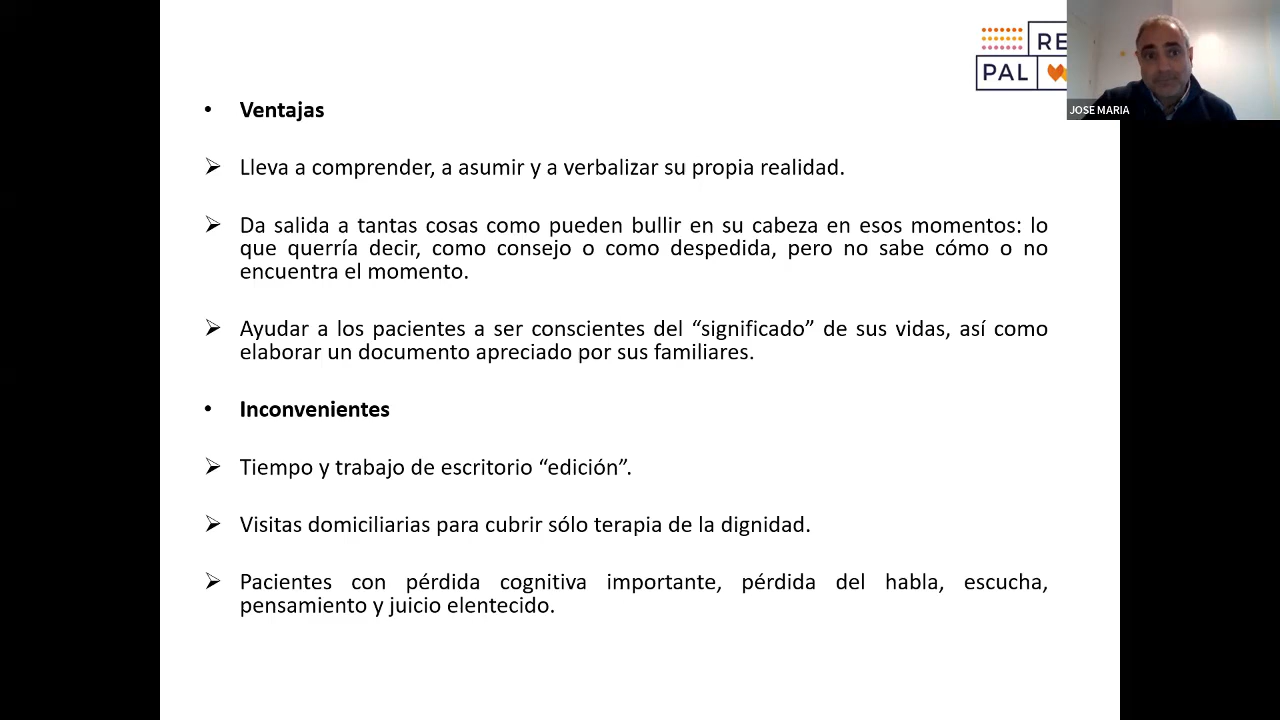 RE
PAL
JOSE MARIA
• Ventajas
➢ Lleva a comprender, a asumir y a verbalizar su propia realidad.
➢ Da salida a tantas cosas como pueden bullir en su cabeza en esos momentos: lo
que querría decir, como consejo o como despedida, pero no sabe cómo o no
encuentra el momento.
➢ Ayudar a los pacientes a ser conscientes del “significado” de sus vidas, así como
elaborar un documento apreciado por sus familiares.
• Inconvenientes
➢ Tiempo y trabajo de escritorio “edición”.
➢ Visitas domiciliarias para cubrir sólo terapia de la dignidad.
➢ Pacientes con pérdida cognitiva importante, pérdida del habla, escucha,
pensamiento y juicio elentecido.